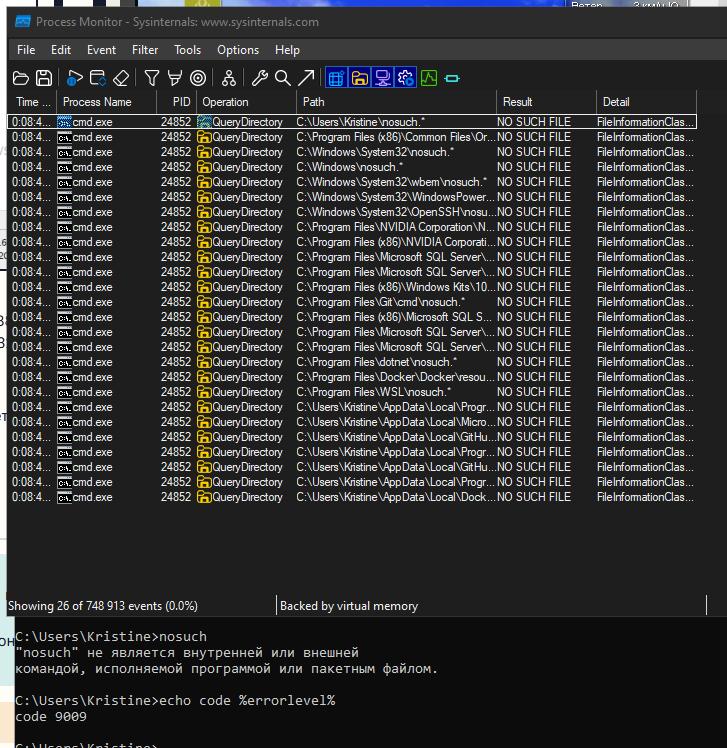 Process Monitor - Sysinternals: www.sysinternals.com
File Edit Event Filter Tools Options Help
Time ... Process Name PID Operation Path Result Detail
0:08:4... cmd.exe 24852 QueryDirectory C:\Users\Kristine\nosuch.* NO SUCH FILE FileInformationClas...
0:08:4... cmd.exe 24852 QueryDirectory C:\Program Files (x86)\Common Files\Or... NO SUCH FILE FileInformationClas...
0:08:4... cmd.exe 24852 QueryDirectory C:\Windows\System32\nosuch.* NO SUCH FILE FileInformationClas...
0:08:4... cmd.exe 24852 QueryDirectory C:\Windows\nosuch.* NO SUCH FILE FileInformationClas...
0:08:4... cmd.exe 24852 QueryDirectory C:\Windows\System32\wbem\nosuch.* NO SUCH FILE FileInformationClas...
0:08:4... cmd.exe 24852 QueryDirectory C:\Windows\System32\WindowsPower... NO SUCH FILE FileInformationClas...
0:08:4... cmd.exe 24852 QueryDirectory C:\Windows\System32\OpenSSH\nosu... NO SUCH FILE FileInformationClas...
0:08:4... cmd.exe 24852 QueryDirectory C:\Program Files\NVIDIA Corporation\N... NO SUCH FILE FileInformationClas...
0:08:4... cmd.exe 24852 QueryDirectory C:\Program Files (x86)\NVIDIA Corporati... NO SUCH FILE FileInformationClas...
0:08:4... cmd.exe 24852 QueryDirectory C:\Program Files\Microsoft SQL Server\... NO SUCH FILE FileInformationClas...
0:08:4... cmd.exe 24852 QueryDirectory C:\Program Files\Microsoft SQL Server\... NO SUCH FILE FileInformationClas...
0:08:4... cmd.exe 24852 QueryDirectory C:\Program Files (x86)\Windows Kits\10... NO SUCH FILE FileInformationClas...
0:08:4... cmd.exe 24852 QueryDirectory C:\Program Files\Git\cmd\nosuch.* NO SUCH FILE FileInformationClas...
0:08:4... cmd.exe 24852 QueryDirectory C:\Program Files (x86)\Microsoft SQL S... NO SUCH FILE FileInformationClas...
0:08:4... cmd.exe 24852 QueryDirectory C:\Program Files\Microsoft SQL Server\... NO SUCH FILE FileInformationClas...
0:08:4... cmd.exe 24852 QueryDirectory C:\Program Files\Microsoft SQL Server\... NO SUCH FILE FileInformationClas...
0:08:4... cmd.exe 24852 QueryDirectory C:\Program Files\dotnet\nosuch.* NO SUCH FILE FileInformationClas...
0:08:4... cmd.exe 24852 QueryDirectory C:\Program Files\Docker\Docker\resou... NO SUCH FILE FileInformationClas...
0:08:4... cmd.exe 24852 QueryDirectory C:\Program Files\WSL\nosuch.* NO SUCH FILE FileInformationClas...
0:08:4... cmd.exe 24852 QueryDirectory C:\Users\Kristine\AppData\Local\Progr... NO SUCH FILE FileInformationClas...
0:08:4... cmd.exe 24852 QueryDirectory C:\Users\Kristine\AppData\Local\Micro... NO SUCH FILE FileInformationClas...
0:08:4... cmd.exe 24852 QueryDirectory C:\Users\Kristine\AppData\Local\GitHu... NO SUCH FILE FileInformationClas...
0:08:4... cmd.exe 24852 QueryDirectory C:\Users\Kristine\AppData\Local\Progr... NO SUCH FILE FileInformationClas...
0:08:4... cmd.exe 24852 QueryDirectory C:\Users\Kristine\AppData\Local\GitHu... NO SUCH FILE FileInformationClas...
0:08:4... cmd.exe 24852 QueryDirectory C:\Users\Kristine\AppData\Local\Progr... NO SUCH FILE FileInformationClas...
0:08:4... cmd.exe 24852 QueryDirectory C:\Users\Kristine\AppData\Local\Dock... NO SUCH FILE FileInformationClas...
Showing 26 of 748 913 events (0.0%) Backed by virtual memory
C:\Users\Kristine>nosuch
"nosuch" не является внутренней или внешней
командой, исполняемой программой или пакетным файлом.
C:\Users\Kristine>echo code %errorlevel%
code 9009
C:\Users\Kristine>